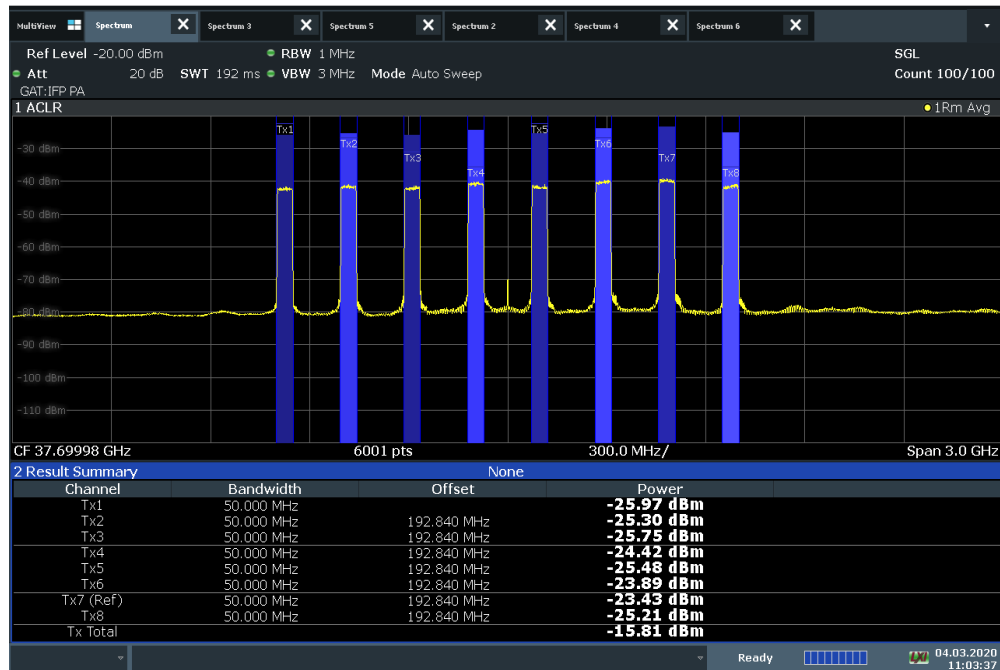 MultiView Spectrum X Spectrum 3 X Spectrum 5 X Spectrum 2 X Spectrum 4 X Spectrum 6 X
Ref Level -20.00 dBm RBW 1 MHz SGL
Att 20 dB SWT 192 ms VBW 3 MHz Mode Auto Sweep Count 100/100
GAT:IFP PA
1 ACLR 1Rm Avg
Tx1 Tx5
Tx2 Tx6
-30 dBm
Tx3 Tx7
Tx4 Tx8
-40 dBm
-50 dBm
-60 dBm
-70 dBm
-80 dBm
-90 dBm
-100 dBm
-110 dBm
CF 37.69998 GHz 6001 pts 300.0 MHz/ Span 3.0 GHz
2 Result Summary None
Channel Bandwidth Offset Power
Tx1 50.000 MHz -25.97 dBm
Tx2 50.000 MHz 192.840 MHz -25.30 dBm
Tx3 50.000 MHz 192.840 MHz -25.75 dBm
Tx4 50.000 MHz 192.840 MHz -24.42 dBm
Tx5 50.000 MHz 192.840 MHz -25.48 dBm
Tx6 50.000 MHz 192.840 MHz -23.89 dBm
Tx7 (Ref) 50.000 MHz 192.840 MHz -23.43 dBm
Tx8 50.000 MHz 192.840 MHz -25.21 dBm
Tx Total -15.81 dBm
Ready 04.03.2020
11:03:37